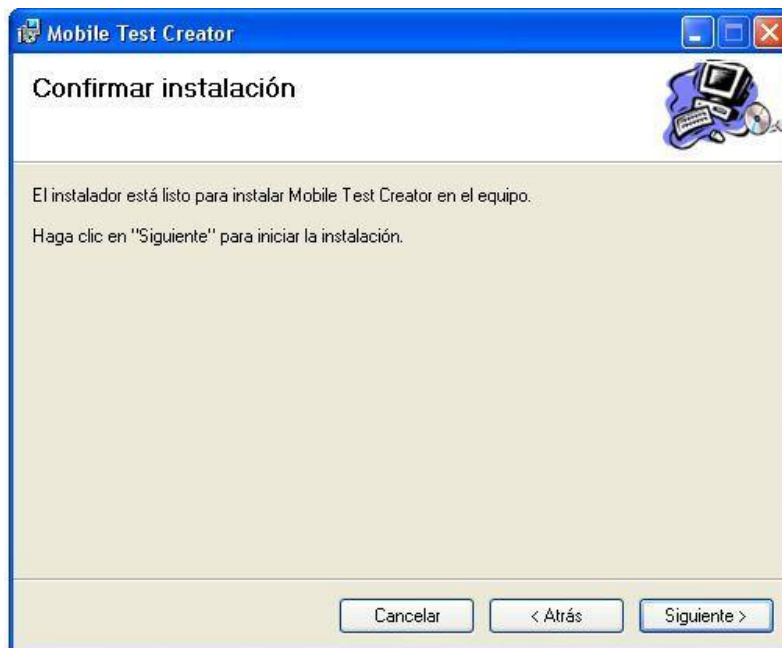 Mobile Test Creator
Confirmar instalación
El instalador está listo para instalar Mobile Test Creator en el equipo.
Haga clic en "Siguiente" para iniciar la instalación.
Cancelar
< Atrás
Siguiente >